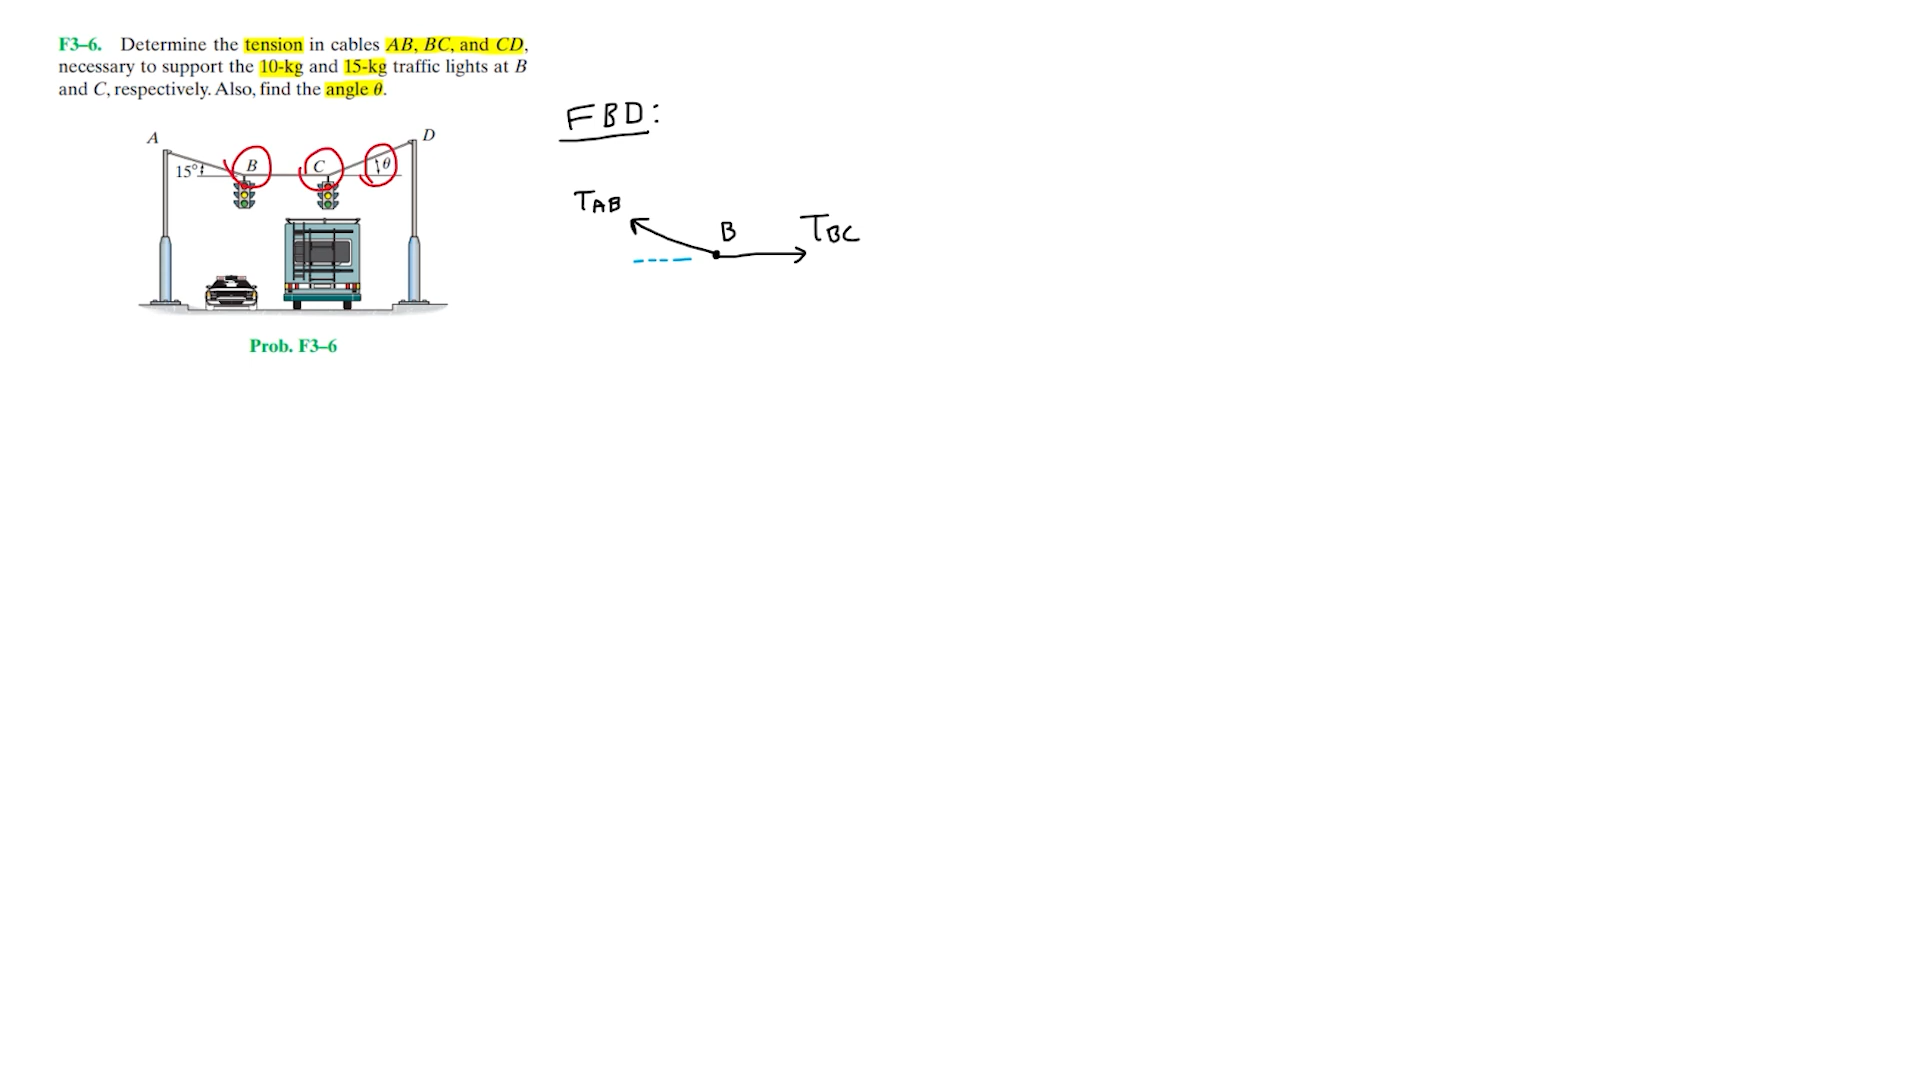 F3–6. Determine the tension in cables AB, BC, and CD,
necessary to support the 10-kg and 15-kg traffic lights at B
and C, respectively. Also, find the angle θ.
A
D
15°
B
C
θ
Prob. F3–6
FBD:
TAB
B
TBC